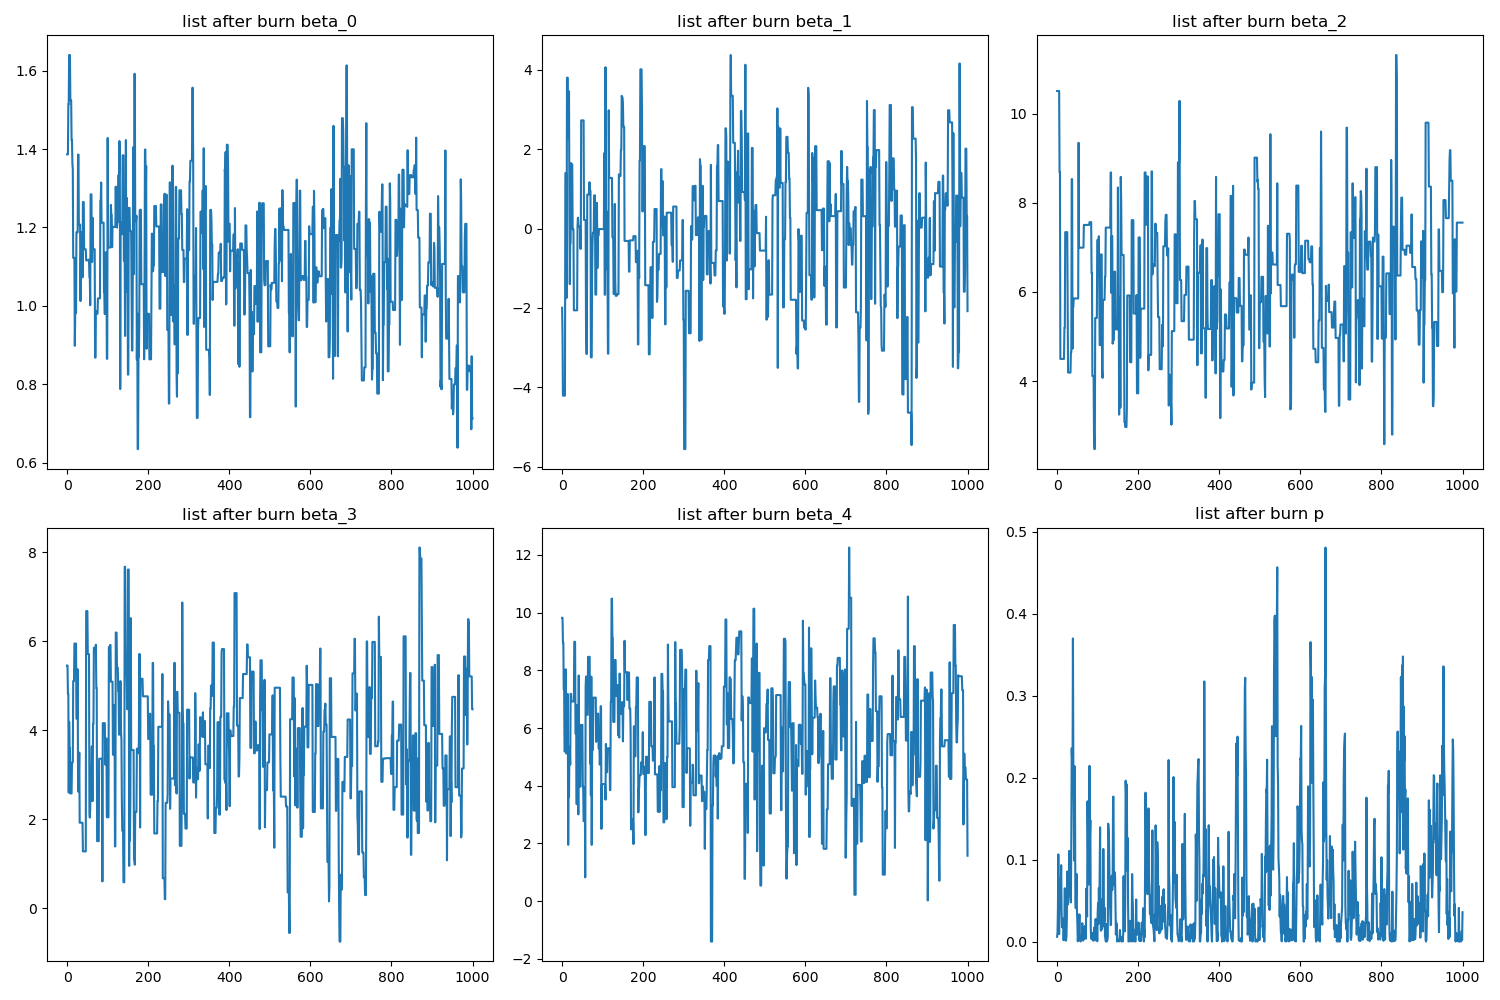 list after burn beta_0
1.6
1.4
1.2
1.0
0.8
0.6
0 200 400 600 800 1000
list after burn beta_1
4
2
0
−2
−4
−6
0 200 400 600 800 1000
list after burn beta_2
10
8
6
4
0 200 400 600 800 1000
list after burn beta_3
8
6
4
2
0
0 200 400 600 800 1000
list after burn beta_4
12
10
8
6
4
2
0
−2
0 200 400 600 800 1000
list after burn p
0.5
0.4
0.3
0.2
0.1
0.0
0 200 400 600 800 1000